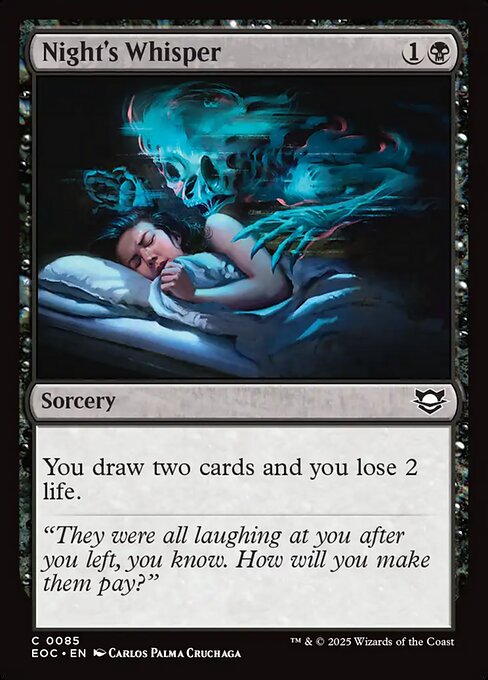 Night's Whisper 1
Sorcery
You draw two cards and you lose 2
life.
“They were all laughing at you after
you left, you know. How will you make
them pay?”
C 0085
EOC • EN Carlos Palma Cruchaga
™ & © 2025 Wizards of the Coast